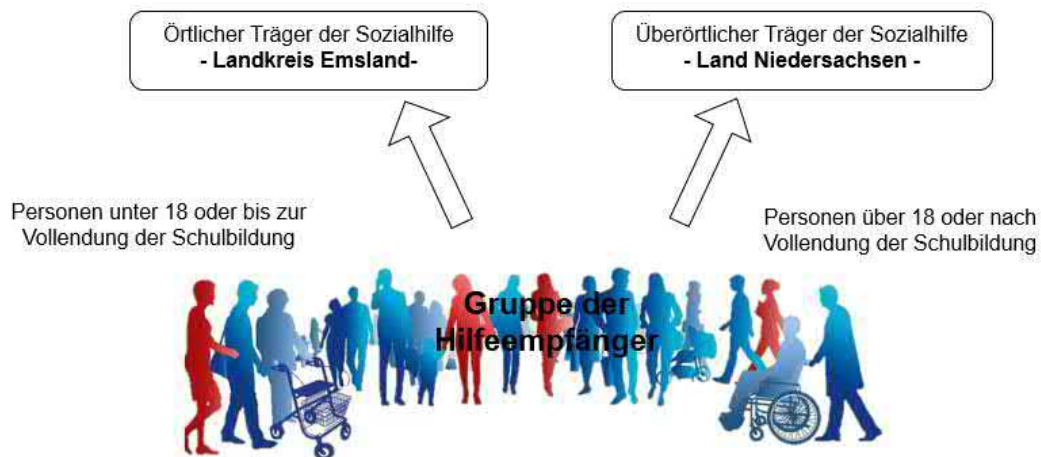 Örtlicher Träger der Sozialhilfe
- Landkreis Emsland-
Überörtlicher Träger der Sozialhilfe
- Land Niedersachsen -
Personen unter 18 oder bis zur
Vollendung der Schulbildung
Personen über 18 oder nach
Vollendung der Schulbildung
Gruppe der
Hilfeempfänger